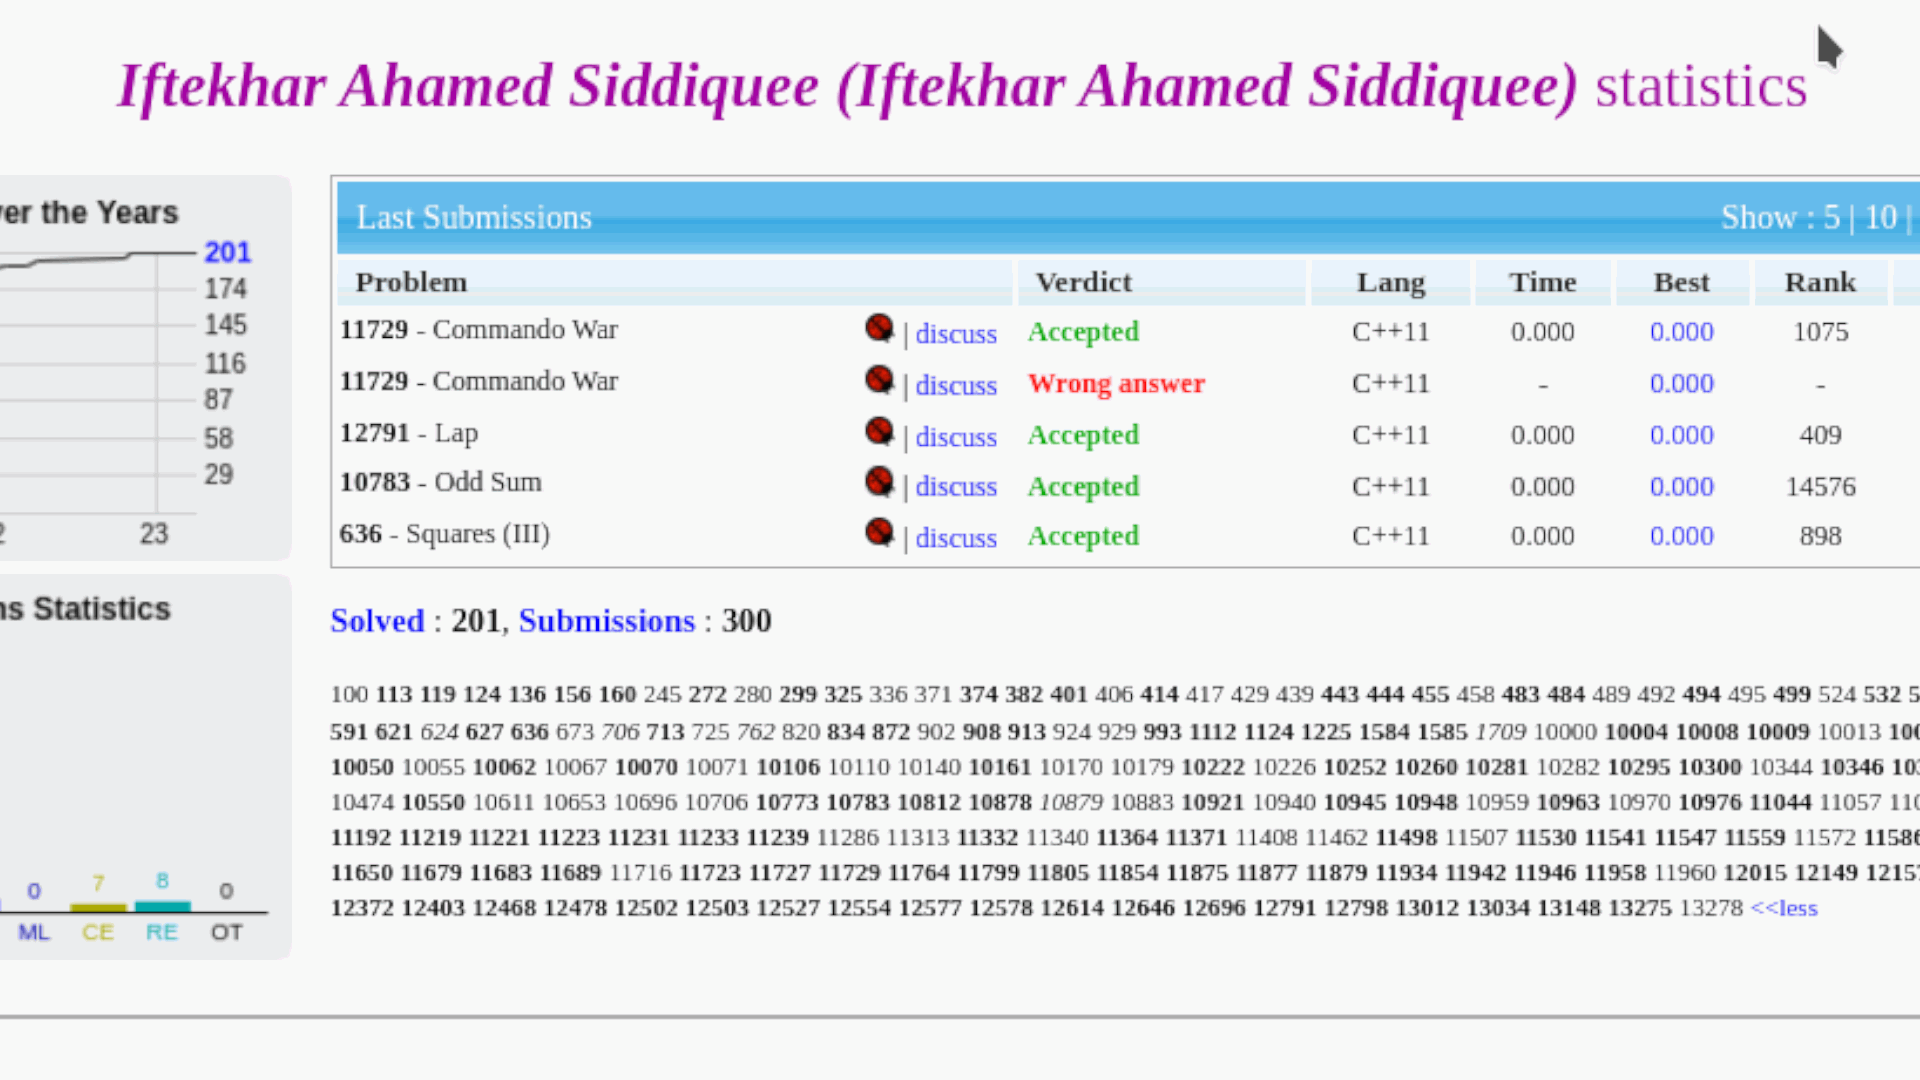 Iftekhar Ahamed Siddiquee (Iftekhar Ahamed Siddiquee) statistics
the Years
201
174
145
116
87
58
29
23
Statistics
0 7 8 0
ML CE RE OT
Last Submissions Show : 5 | 10 |
Problem Verdict Lang Time Best Rank
11729 - Commando War | discuss Accepted C++11 0.000 0.000 1075
11729 - Commando War | discuss Wrong answer C++11 - 0.000 -
12791 - Lap | discuss Accepted C++11 0.000 0.000 409
10783 - Odd Sum | discuss Accepted C++11 0.000 0.000 14576
636 - Squares (III) | discuss Accepted C++11 0.000 0.000 898
Solved : 201, Submissions : 300
100 113 119 124 136 156 160 245 272 280 299 325 336 371 374 382 401 406 414 417 429 439 443 444 455 458 483 484 489 492 494 495 499 524 532
591 621 624 627 636 673 706 713 725 762 820 834 872 902 908 913 924 929 993 1112 1124 1225 1584 1585 1709 10000 10004 10008 10009 10013
10050 10055 10062 10067 10070 10071 10106 10110 10140 10161 10170 10179 10222 10226 10252 10260 10281 10282 10295 10300 10344 10346
10474 10550 10611 10653 10696 10706 10773 10783 10812 10878 10879 10883 10921 10940 10945 10948 10959 10963 10970 10976 11044 11057
11192 11219 11221 11223 11231 11233 11239 11286 11313 11332 11340 11364 11371 11408 11462 11498 11507 11530 11541 11547 11559 11572 11586
11650 11679 11683 11689 11716 11723 11727 11729 11764 11799 11805 11854 11875 11877 11879 11934 11942 11946 11958 11960 12015 12149 12157
12372 12403 12468 12478 12502 12503 12527 12554 12577 12578 12614 12646 12696 12791 12798 13012 13034 13148 13275 13278 <<less